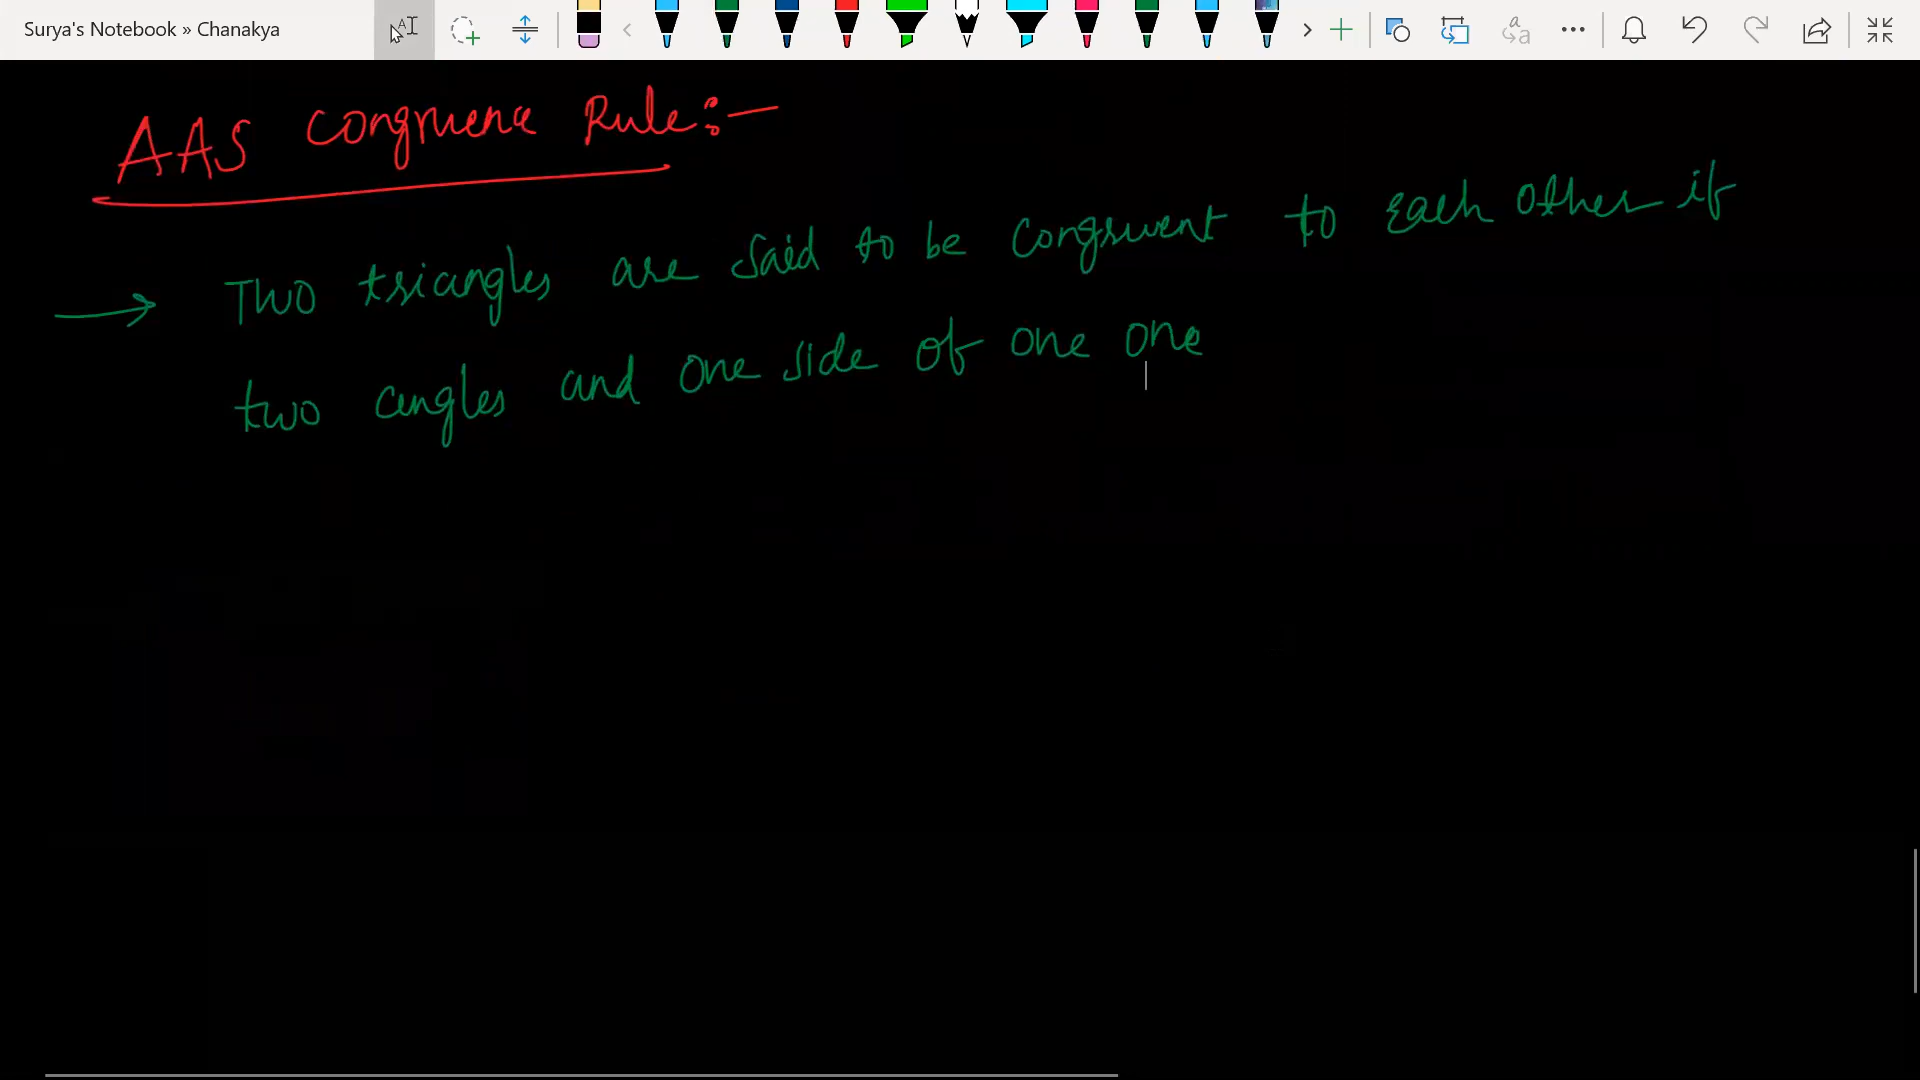 Surya's Notebook » Chanakya
AAS Congruence Rule:-
→ Two triangles are said to be congruent to each other if
two angles and one side of one one